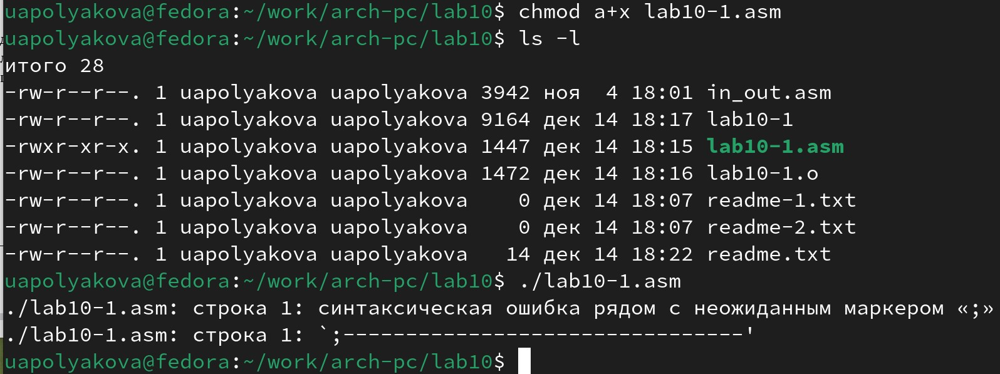 uapolyakova@fedora:~/work/arch-pc/lab10$ chmod a+x lab10-1.asm
uapolyakova@fedora:~/work/arch-pc/lab10$ ls -l
итого 28
-rw-r--r--. 1 uapolyakova uapolyakova 3942 ноя  4 18:01 in_out.asm
-rw-r--r--. 1 uapolyakova uapolyakova 9164 дек 14 18:17 lab10-1
-rwxr-xr-x. 1 uapolyakova uapolyakova 1447 дек 14 18:15 lab10-1.asm
-rw-r--r--. 1 uapolyakova uapolyakova 1472 дек 14 18:16 lab10-1.o
-rw-r--r--. 1 uapolyakova uapolyakova    0 дек 14 18:07 readme-1.txt
-rw-r--r--. 1 uapolyakova uapolyakova    0 дек 14 18:07 readme-2.txt
-rw-r--r--. 1 uapolyakova uapolyakova   14 дек 14 18:22 readme.txt
uapolyakova@fedora:~/work/arch-pc/lab10$ ./lab10-1.asm
./lab10-1.asm: строка 1: синтаксическая ошибка рядом с неожиданным маркером «;»
./lab10-1.asm: строка 1: `;--------------------------------'
uapolyakova@fedora:~/work/arch-pc/lab10$